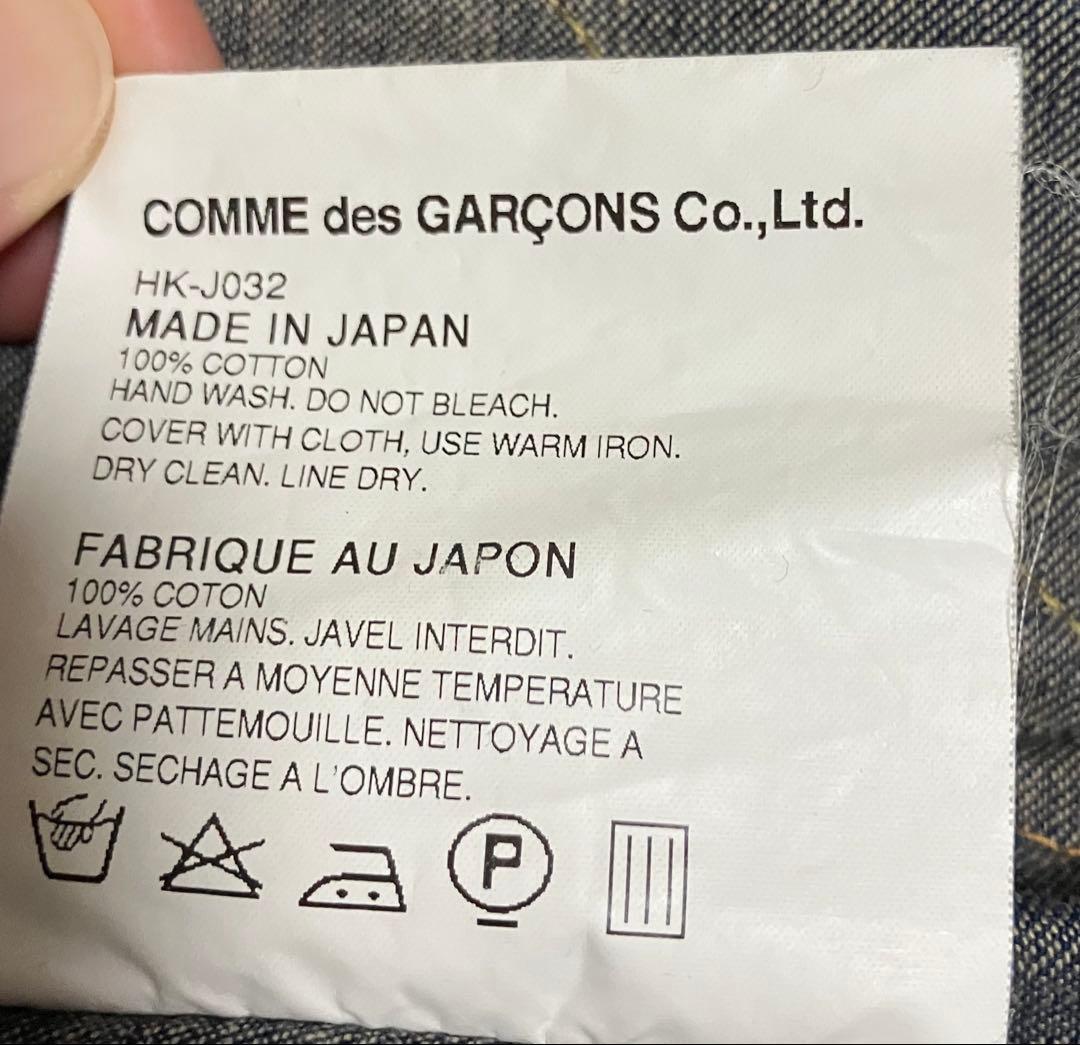 COMME des GARÇONS Co.,Ltd.
HK-J032
MADE IN JAPAN
100% COTTON
HAND WASH. DO NOT BLEACH.
COVER WITH CLOTH, USE WARM IRON.
DRY CLEAN. LINE DRY.
FABRIQUE AU JAPON
100% COTON
LAVAGE MAINS. JAVEL INTERDIT.
REPASSER A MOYENNE TEMPERATURE
AVEC PATTEMOUILLE. NETTOYAGE A
SEC. SECHAGE A L'OMBRE.
P